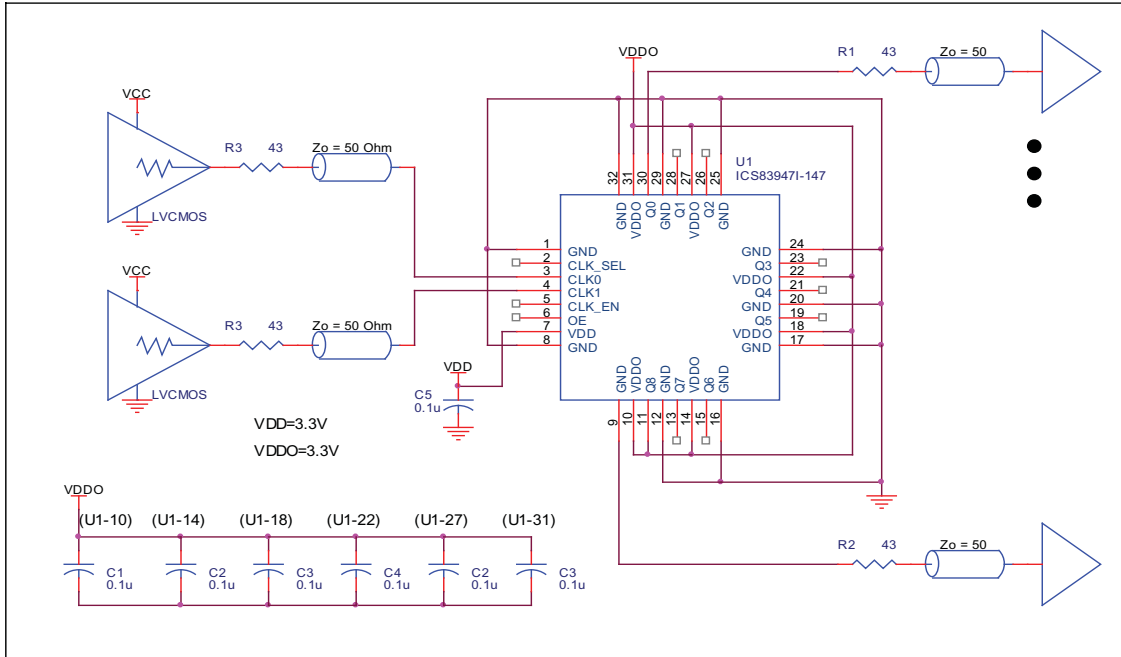 VDDO
R1 43 Zo = 50
VCC
R3 43 Zo = 50 Ohm
LVCMOS
VCC
R3 43 Zo = 50 Ohm
LVCMOS
U1
ICS83947I-147
32 31 30 29 28 27 26 25
GND VDDO Q0 GND Q1 VDDO Q2 GND
1 GND
2 CLK_SEL
3 CLK0
4 CLK1
5 CLK_EN
6 OE
7 VDD
8 GND
24 GND
23 Q3
22 VDDO
21 Q4
20 GND
19 Q5
18 VDDO
17 GND
GND VDDO Q8 GND Q7 VDDO Q6 GND
9 10 11 12 13 14 15 16
VDD
C5
0.1u
VDD=3.3V
VDDO=3.3V
VDDO
(U1-10) (U1-14) (U1-18) (U1-22) (U1-27) (U1-31)
C1 C2 C3 C4 C2 C3
0.1u 0.1u 0.1u 0.1u 0.1u 0.1u
R2 43 Zo = 50